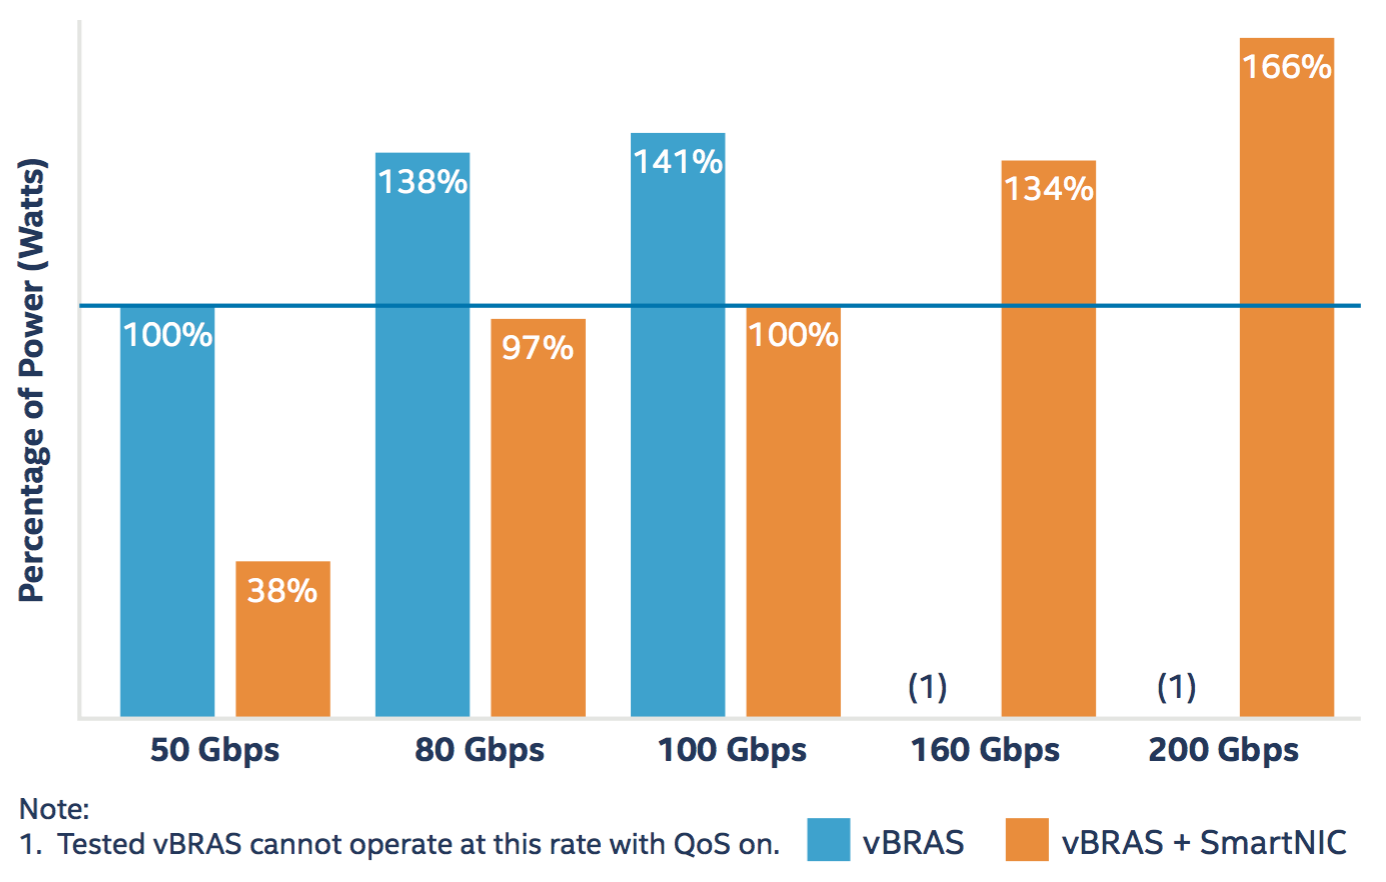 Percentage of Power (Watts)
100%
38%
138%
97%
141%
100%
(1)
134%
(1)
166%
50 Gbps
80 Gbps
100 Gbps
160 Gbps
200 Gbps
Note:
1. Tested vBRAS cannot operate at this rate with QoS on.
vBRAS
vBRAS + SmartNIC